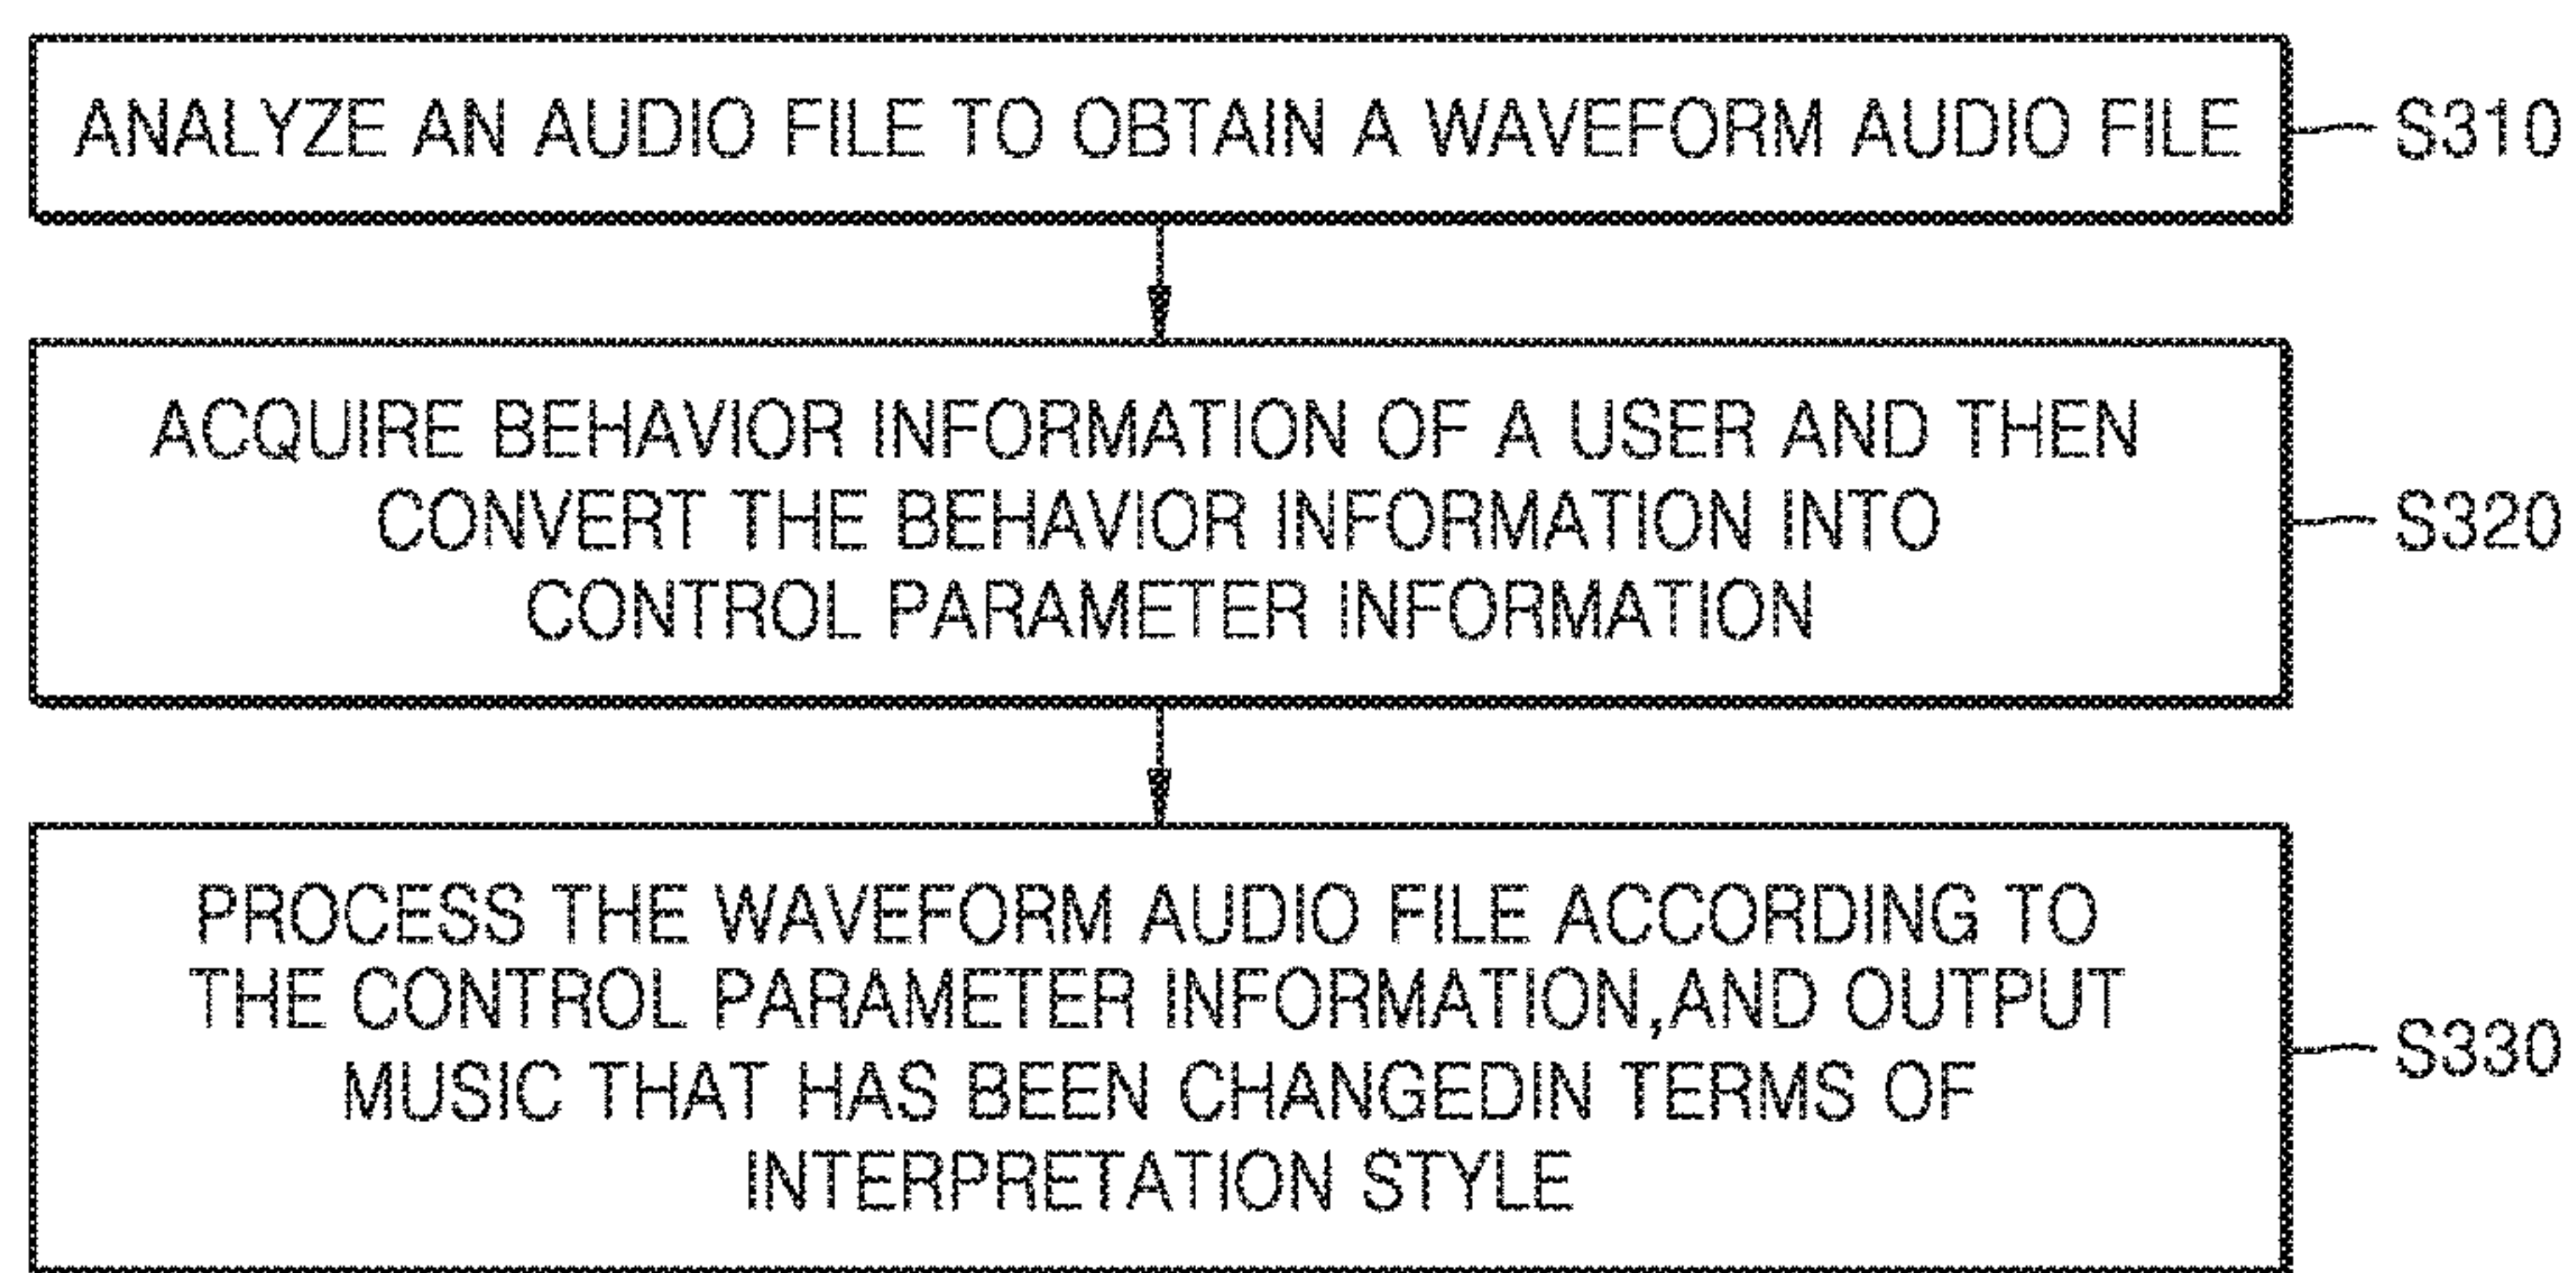 ANALYZE AN AUDIO FILE TO OBTAIN A WAVEFORM AUDIO FILE
S310
ACQUIRE BEHAVIOR INFORMATION OF A USER AND THEN
CONVERT THE BEHAVIOR INFORMATION INTO
CONTROL PARAMETER INFORMATION
S320
PROCESS THE WAVEFORM AUDIO FILE ACCORDING TO
THE CONTROL PARAMETER INFORMATION,AND OUTPUT
MUSIC THAT HAS BEEN CHANGEDIN TERMS OF
INTERPRETATION STYLE
S330